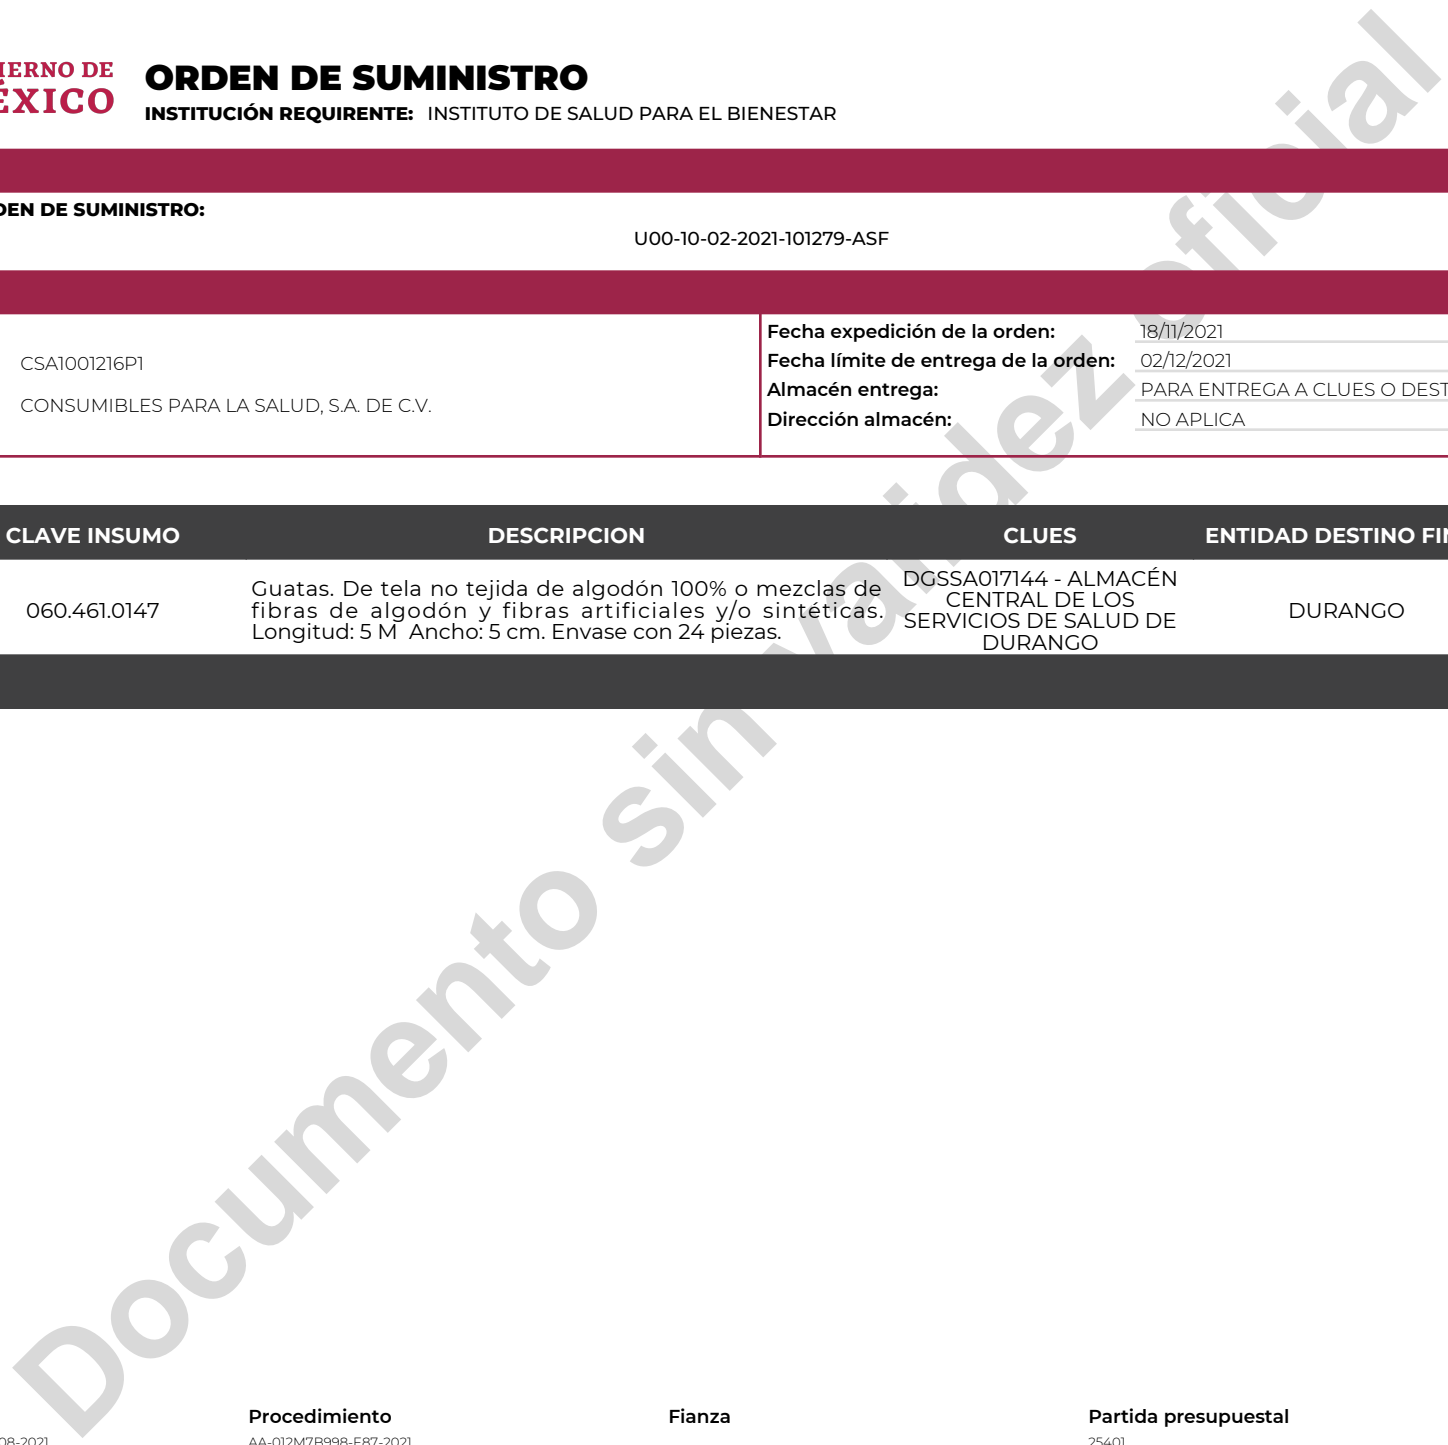 IERNO DE
ÉXICO
ORDEN DE SUMINISTRO
INSTITUCIÓN REQUIRENTE: INSTITUTO DE SALUD PARA EL BIENESTAR
DEN DE SUMINISTRO:
U00-10-02-2021-101279-ASF
CSA1001216P1
CONSUMIBLES PARA LA SALUD, S.A. DE C.V.
Fecha expedición de la orden: 18/11/2021
Fecha límite de entrega de la orden: 02/12/2021
Almacén entrega: PARA ENTREGA A CLUES O DEST
Dirección almacén: NO APLICA
CLAVE INSUMO DESCRIPCION CLUES ENTIDAD DESTINO FIN
060.461.0147
Guatas. De tela no tejida de algodón 100% o mezclas de
fibras de algodón y fibras artificiales y/o sintéticas.
Longitud: 5 M Ancho: 5 cm. Envase con 24 piezas.
DGSSA017144 - ALMACÉN
CENTRAL DE LOS
SERVICIOS DE SALUD DE
DURANGO
DURANGO
Documento sin validez oficial
Procedimiento Fianza Partida presupuestal
08-2021 AA-012M7B998-E87-2021 25401